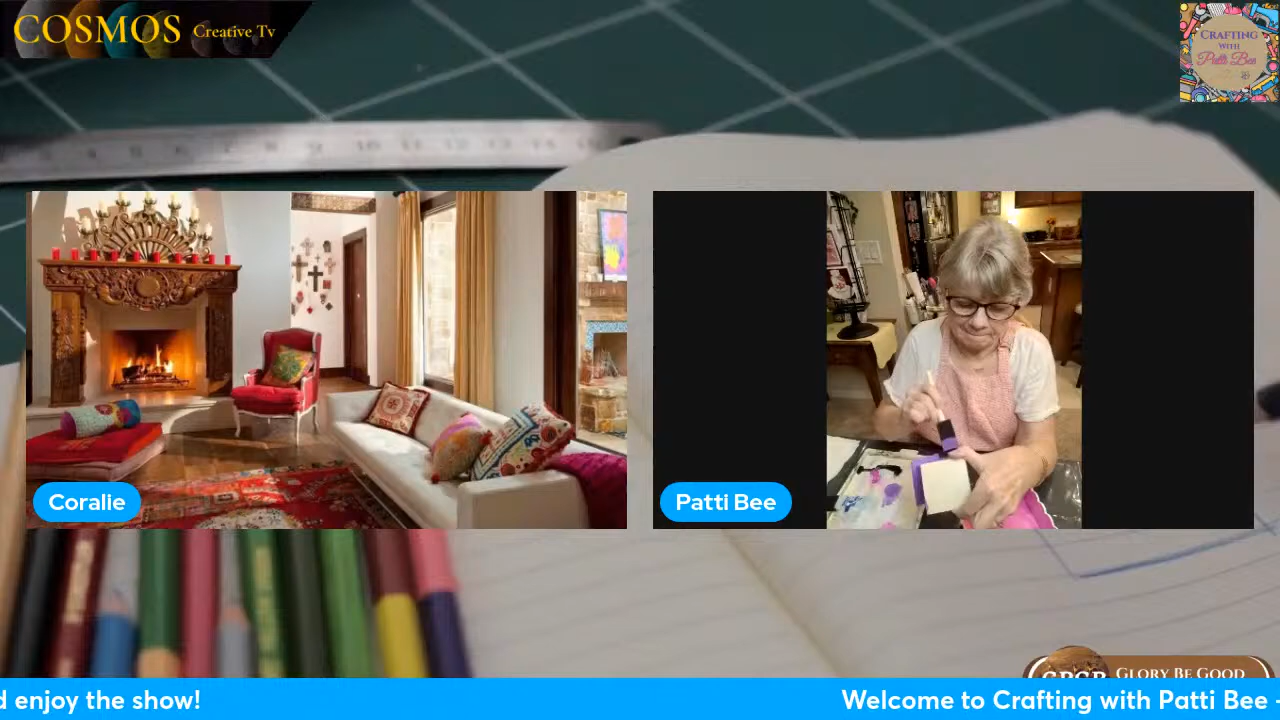 COSMOS Creative Tv
CRAFTING
WITH
Patti Bee
Coralie
Patti Bee
GLORY BE GOOD
d enjoy the show!
Welcome to Crafting with Patti Bee -